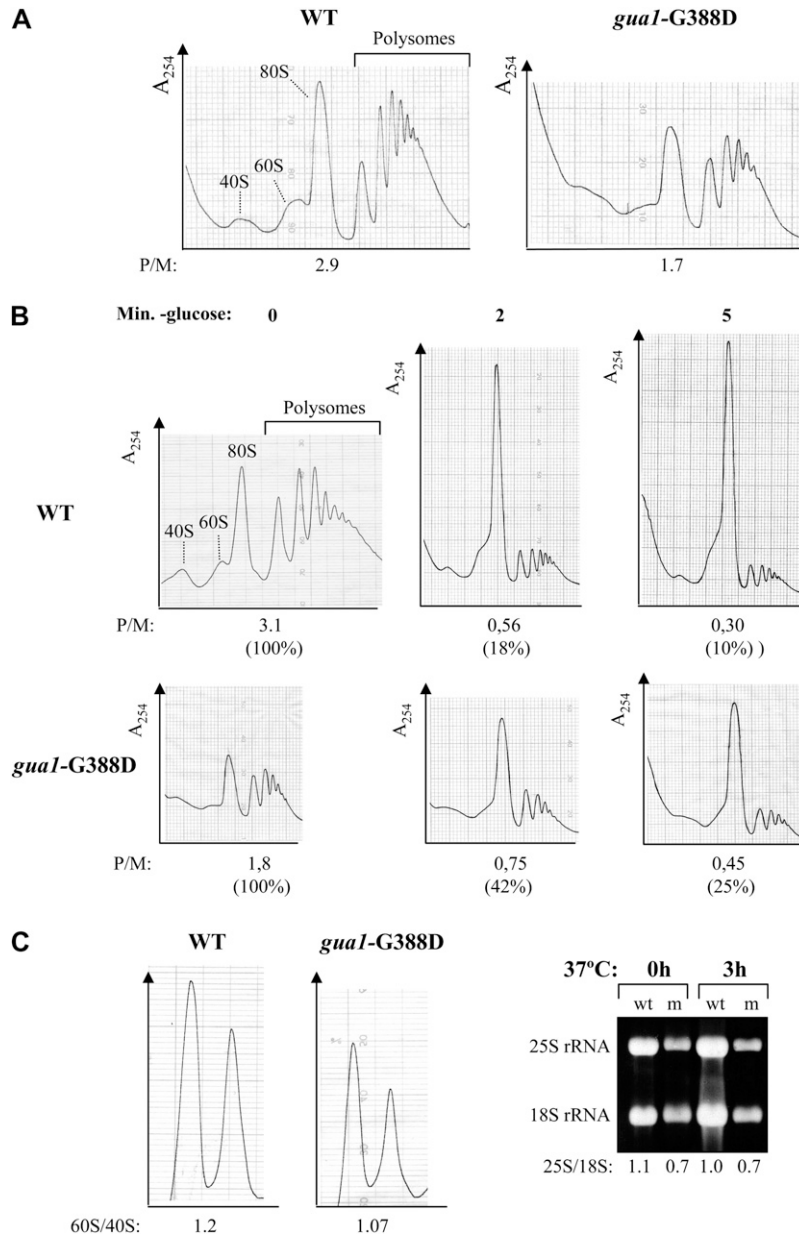 A
WT
gua1-G388D
Polysomes
A254
80S
60S
40S
A254
P/M:
2.9
1.7
B
Min. -glucose:
0
2
5
WT
A254
Polysomes
80S
60S
40S
A254
A254
P/M:
3.1
0,56
0,30
(100%)
(18%)
(10%) )
gua1-G388D
A254
A254
A254
P/M:
1,8
0,75
0,45
(100%)
(42%)
(25%)
C
WT
gua1-G388D
60S/40S:
1.2
1.07
37ºC:
0h
3h
wt
m
wt
m
25S rRNA
18S rRNA
25S/18S:
1.1
0.7
1.0
0.7